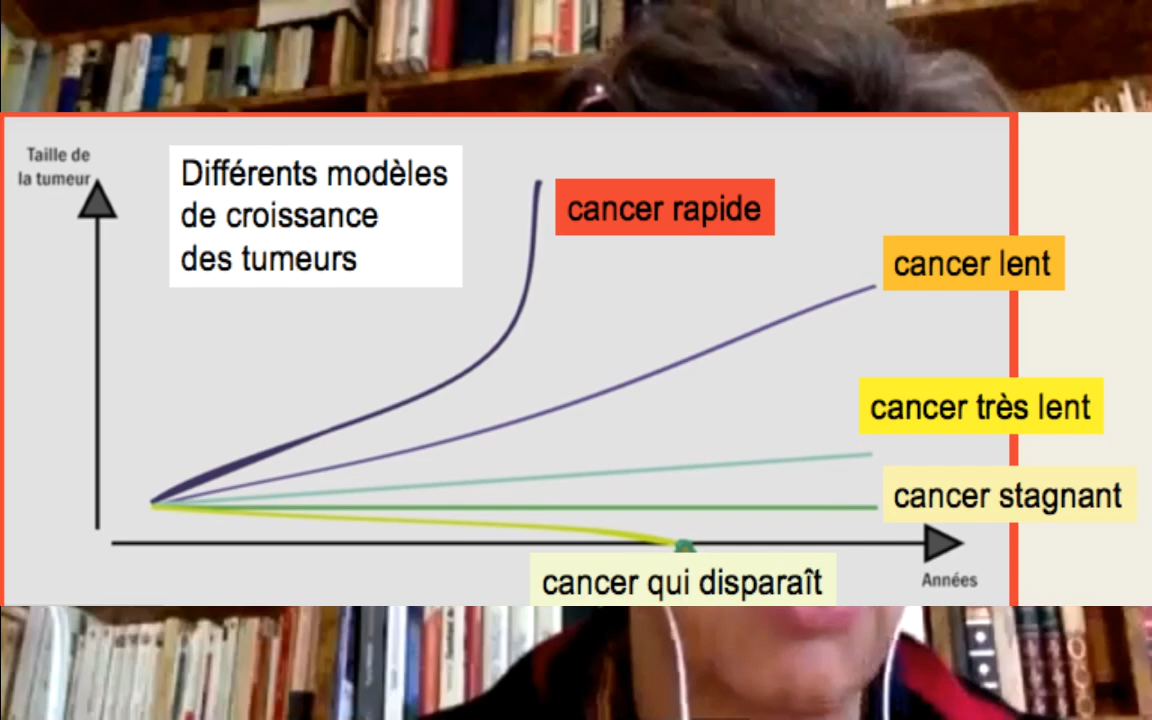 Taille de
la tumeur
Différents modèles
de croissance
des tumeurs
cancer rapide
cancer lent
cancer très lent
cancer stagnant
cancer qui disparaît
Années